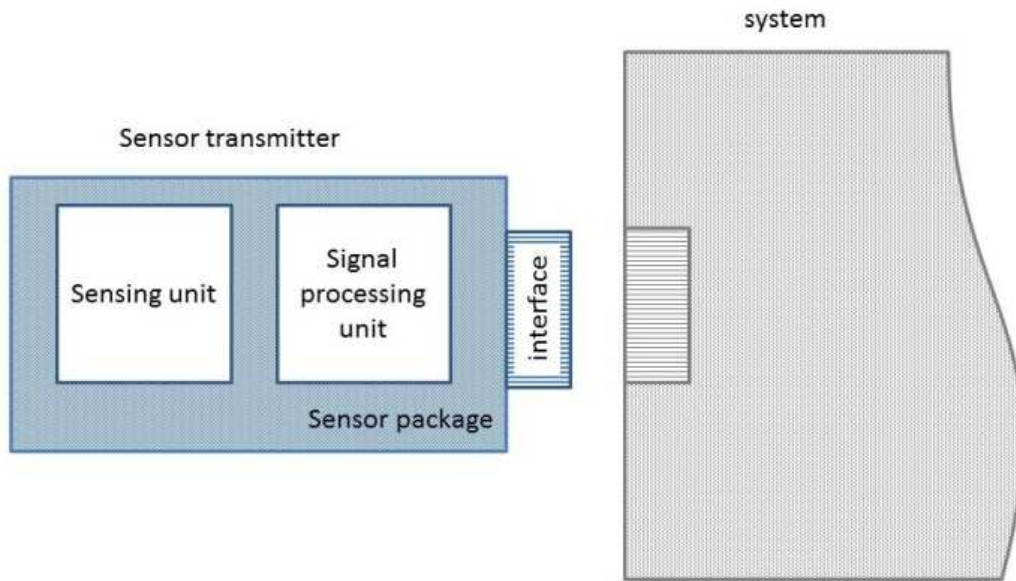 system
Sensor transmitter
Sensing unit
Signal
processing
unit
interface
Sensor package